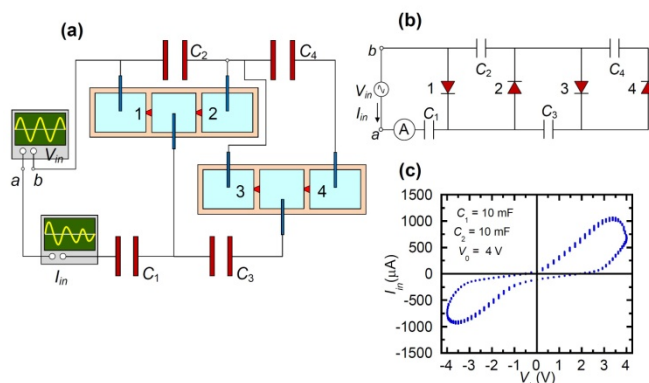 (a)
C2
C4
1
2
Vin
a
b
3
4
Iin
C1
C3
(b)
b
C2
C4
Vin
1
2
3
4
Iin
a
A
C1
C3
(c)
C1 = 10 mF
C2 = 10 mF
V0 = 4 V
Iin(µA)
1500
1000
500
0
-500
-1000
-1500
-4 -3 -2 -1 0 1 2 3 4
(V)